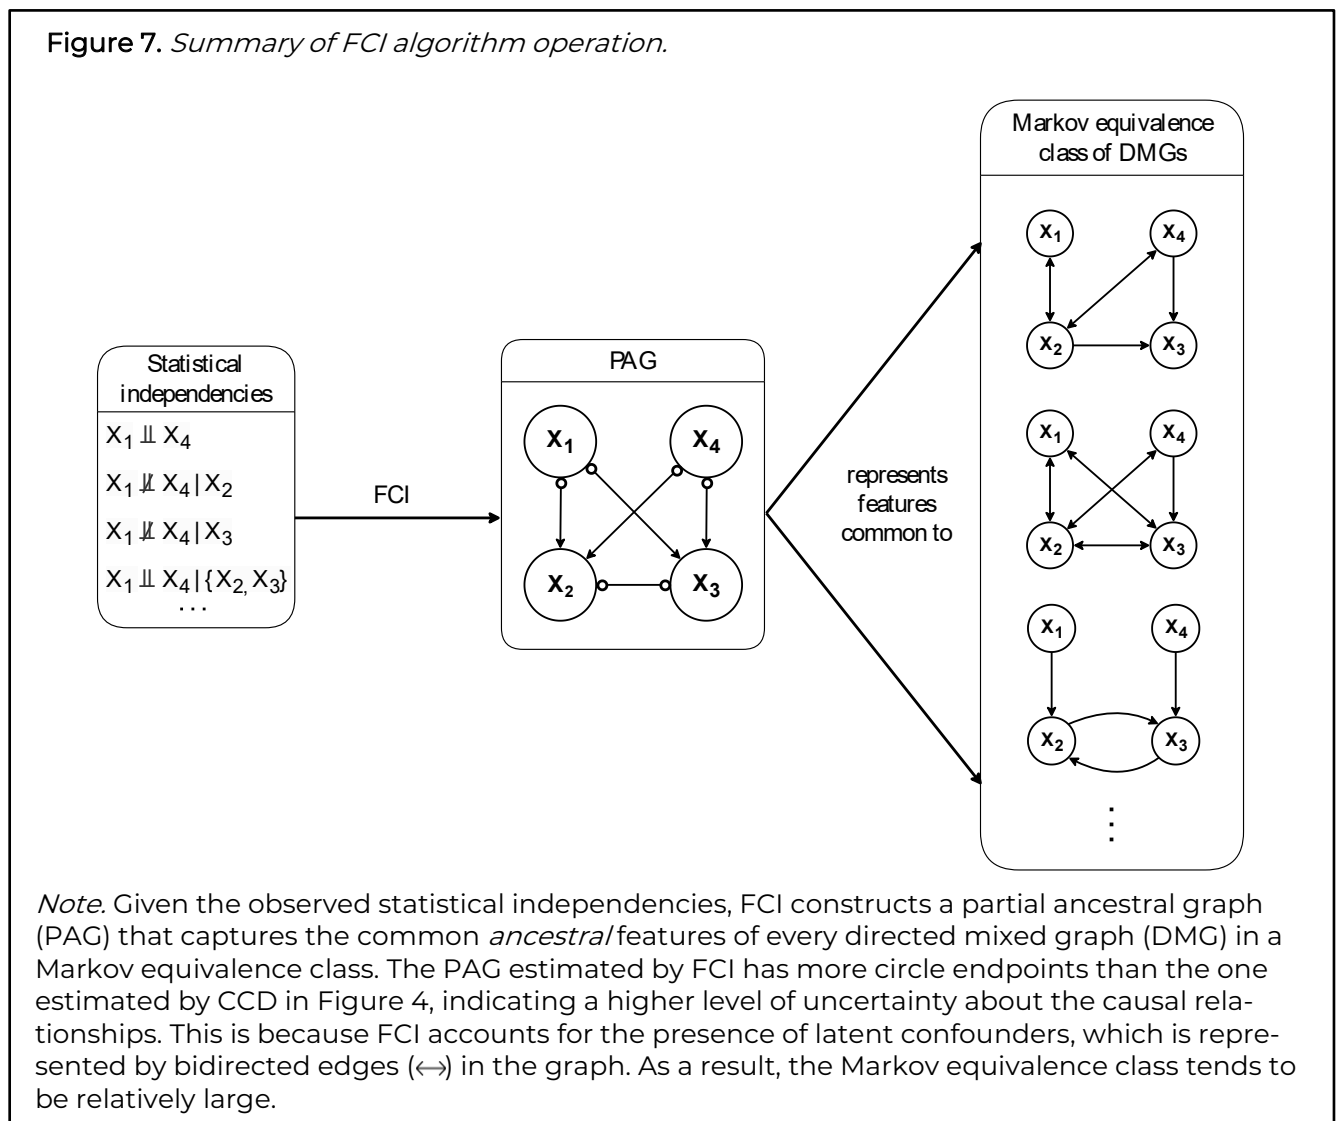 Figure 7. Summary of FCI algorithm operation.
Statistical
independencies
X₁ ⫫ X₄
X₁ ⫫̸ X₄ | X₂
X₁ ⫫̸ X₄ | X₃
X₁ ⫫ X₄ | {X₂, X₃}
...
FCI
PAG
X₁ X₄
X₂ X₃
represents
features
common to
Markov equivalence
class of DMGs
X₁ X₄
X₂ X₃
X₁ X₄
X₂ X₃
X₁ X₄
X₂ X₃
⋮
Note. Given the observed statistical independencies, FCI constructs a partial ancestral graph
(PAG) that captures the common ancestral features of every directed mixed graph (DMG) in a
Markov equivalence class. The PAG estimated by FCI has more circle endpoints than the one
estimated by CCD in Figure 4, indicating a higher level of uncertainty about the causal rela-
tionships. This is because FCI accounts for the presence of latent confounders, which is repre-
sented by bidirected edges (↔) in the graph. As a result, the Markov equivalence class tends to
be relatively large.